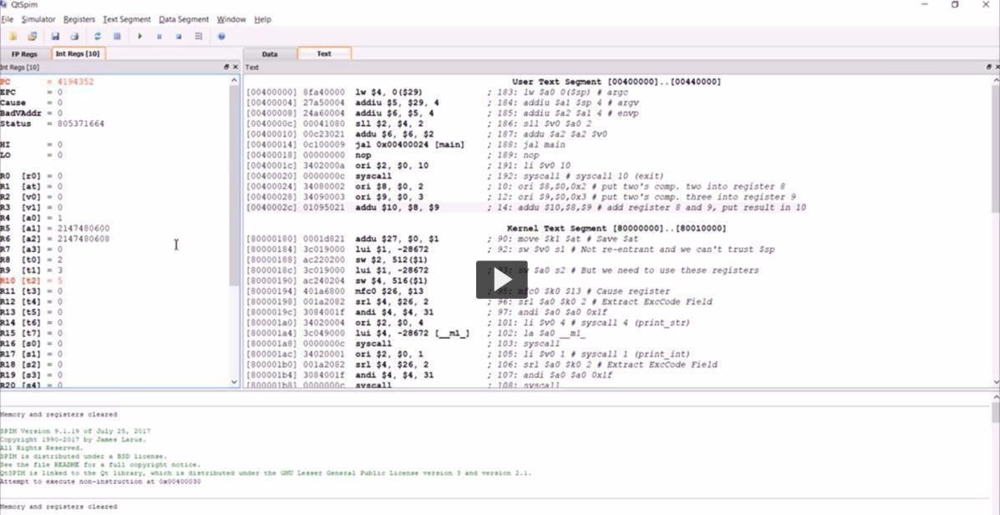 QtSpim
File Simulator Registers Text Segment Data Segment Window Help
FP Regs Int Regs [10] Data Text
Int Regs [10]
PC = 4194352
EPC = 0
Cause = 0
BadVAddr = 0
Status = 805371664
HI = 0
LO = 0
R0 [r0] = 0
R1 [at] = 0
R2 [v0] = 0
R3 [v1] = 0
R4 [a0] = 1
R5 [a1] = 2147480600
R6 [a2] = 2147480608
R7 [a3] = 0
R8 [t0] = 2
R9 [t1] = 3
R10 [t2] = 5
R11 [t3] = 0
R12 [t4] = 0
R13 [t5] = 0
R14 [t6] = 0
R15 [t7] = 0
R16 [s0] = 0
R17 [s1] = 0
R18 [s2] = 0
R19 [s3] = 0
R20 [s4] = 0
Text
User Text Segment [00400000]..[00440000]
[00400000] 8fa40000 lw $4, 0($29) ; 183: lw $a0 0($sp) # argc
[00400004] 27a50004 addiu $5, $29, 4 ; 184: addiu $a1 $sp 4 # argv
[00400008] 24a60004 addiu $6, $5, 4 ; 185: addiu $a2 $a1 4 # envp
[0040000c] 00041080 sll $2, $4, 2 ; 186: sll $v0 $a0 2
[00400010] 00c23021 addu $6, $6, $2 ; 187: addu $a2 $a2 $v0
[00400014] 0c100009 jal 0x00400024 [main] ; 188: jal main
[00400018] 00000000 nop ; 189: nop
[0040001c] 3402000a ori $2, $0, 10 ; 191: li $v0 10
[00400020] 0000000c syscall ; 192: syscall # syscall 10 (exit)
[00400024] 34080002 ori $8, $0, 2 ; 10: ori $8,$0,0x2 # put two's comp. two into register 8
[00400028] 34090003 ori $9, $0, 3 ; 12: ori $9,$0,0x3 # put two's comp. three into register 9
[0040002c] 01095021 addu $10, $8, $9 ; 14: addu $10,$8,$9 # add register 8 and 9, put result in 10
Kernel Text Segment [80000000]..[80010000]
[80000180] 0001d821 addu $27, $0, $1 ; 90: move $k1 $at # Save $at
[80000184] 3c019000 lui $1, -28672 ; 92: sw $v0 s1 # Not re-entrant and we can't trust $sp
[80000188] ac220200 sw $2, 512($1)
[8000018c] 3c019000 lui $1, -28672 sw $a0 s2 # But we need to use these registers
[80000190] ac240204 sw $4, 516($1)
[80000194] 401a6800 mfc0 $26, $13 $k0 $13 # Cause register
[80000198] 001a2082 srl $4, $26, 2 ; 96: srl $a0 $k0 2 # Extract ExcCode Field
[8000019c] 3084001f andi $4, $4, 31 ; 97: andi $a0 $a0 0x1f
[800001a0] 34020004 ori $2, $0, 4 ; 101: li $v0 4 # syscall 4 (print_str)
[800001a4] 3c049000 lui $4, -28672 [__m1_] ; 102: la $a0 __m1_
[800001a8] 0000000c syscall ; 103: syscall
[800001ac] 34020001 ori $2, $0, 1 ; 105: li $v0 1 # syscall 1 (print_int)
[800001b0] 001a2082 srl $4, $26, 2 ; 106: srl $a0 $k0 2 # Extract ExcCode Field
[800001b4] 3084001f andi $4, $4, 31 ; 107: andi $a0 $a0 0x1f
[800001b8] 0000000c syscall ; 108: syscall
Memory and registers cleared
SPIM Version 9.1.19 of July 25, 2017
Copyright 1990-2017 by James Larus.
All Rights Reserved.
SPIM is distributed under a BSD license.
See the file README for a full copyright notice.
QtSPIM is linked to the Qt library, which is distributed under the GNU Lesser General Public License version 3 and version 2.1.
Attempt to execute non-instruction at 0x00400030
Memory and registers cleared